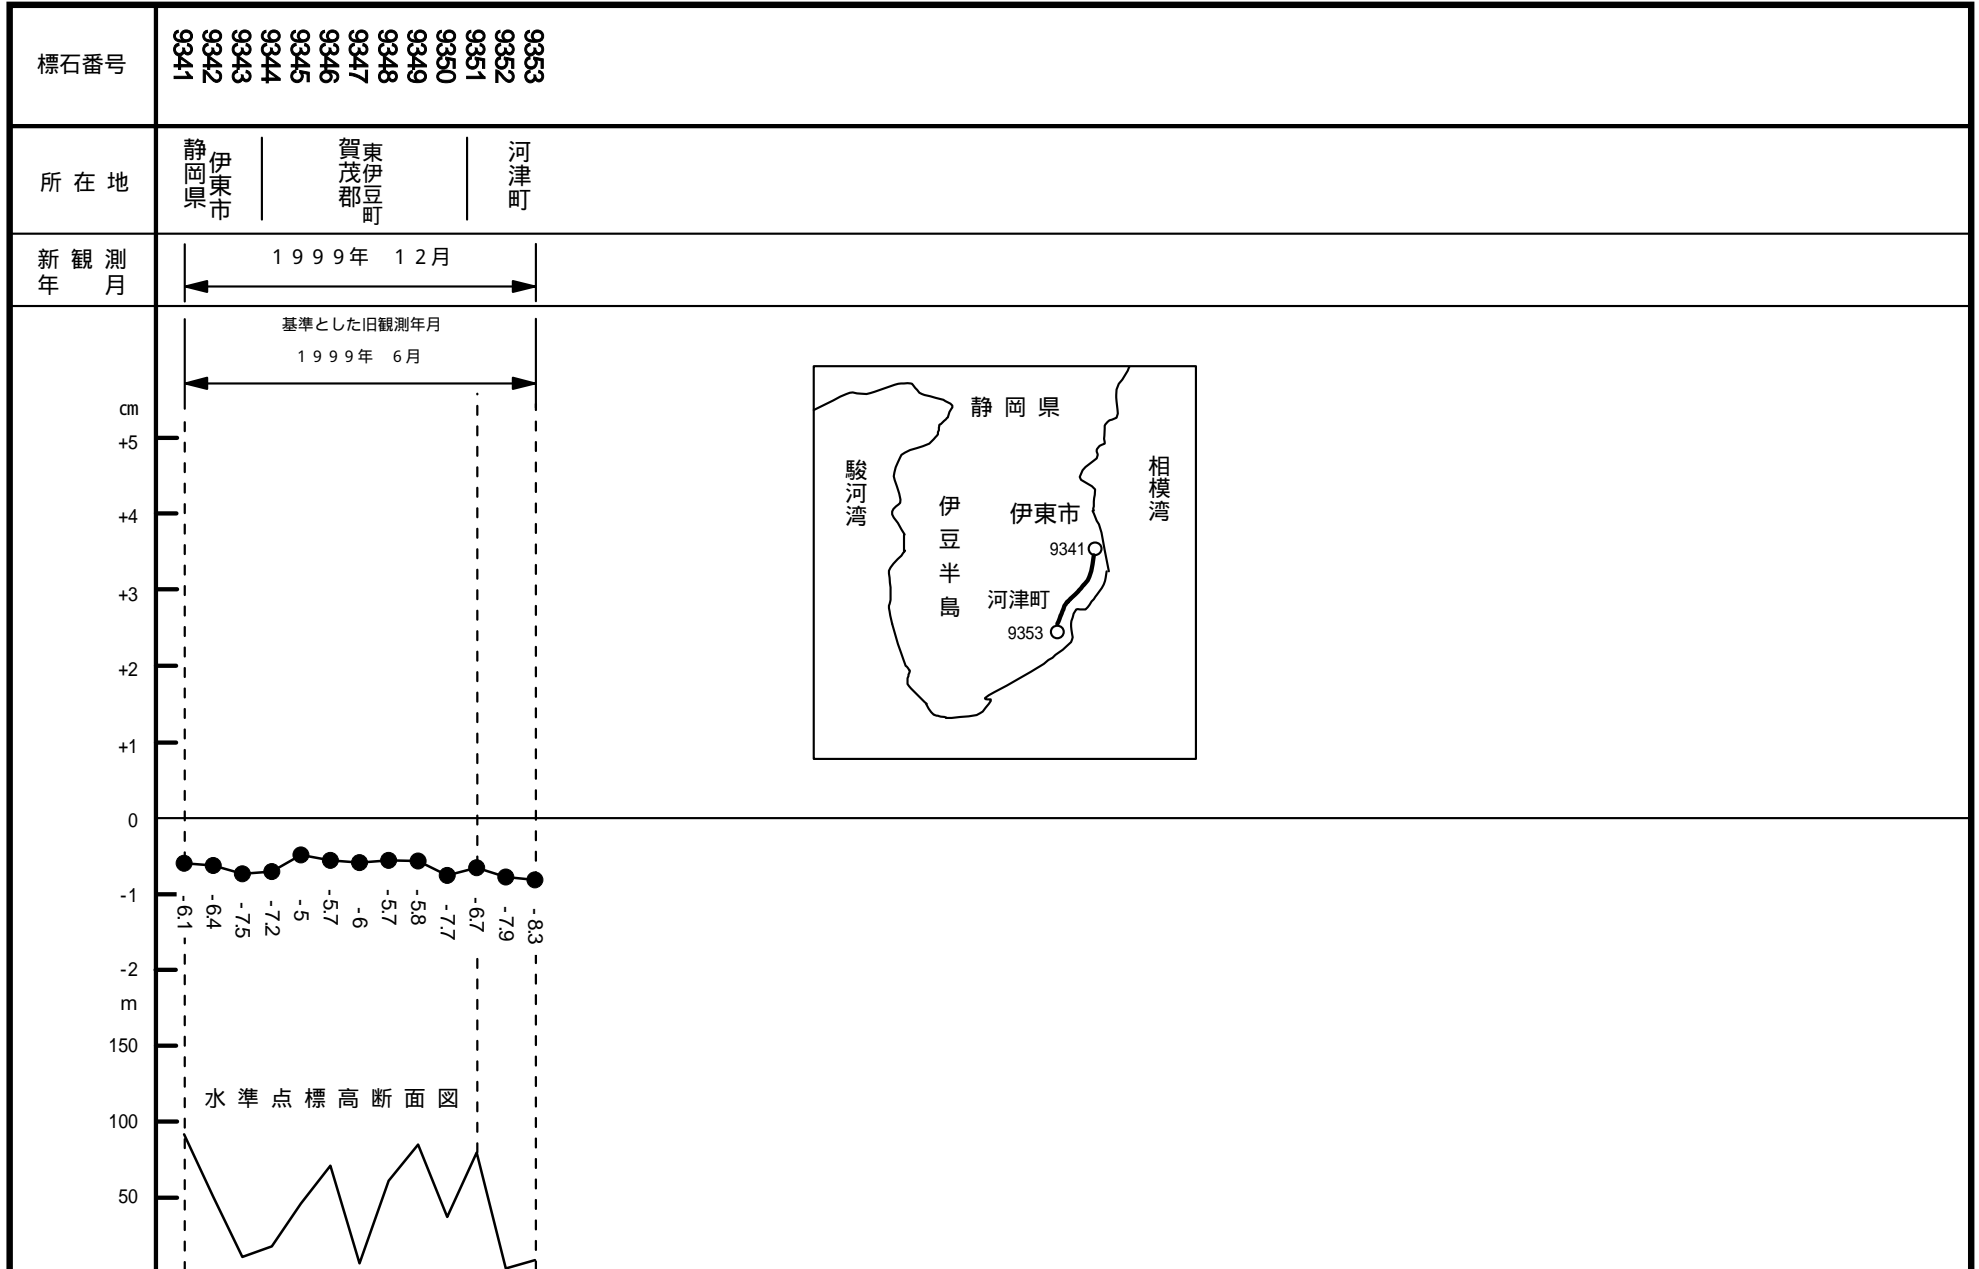 標石番号
9341 9342 9343 9344 9345 9346 9347 9348 9349 9350 9351 9352 9353
所在地
静岡県
伊東市
賀茂郡
東伊豆町
河津町
新観測
年 月
1999年 12月
基準とした旧観測年月
1999年 6月
cm
+5
+4
+3
+2
+1
0
-1
-2
-6.1 -6.4 -7.5 -7.2 -5 -5.7 -6 -5.7 -5.8 -7.7 -6.7 -7.9 -8.3
m
150
100
50
水準点標高断面図
静岡県
駿河湾
相模湾
伊豆半島
伊東市
9341
河津町
9353